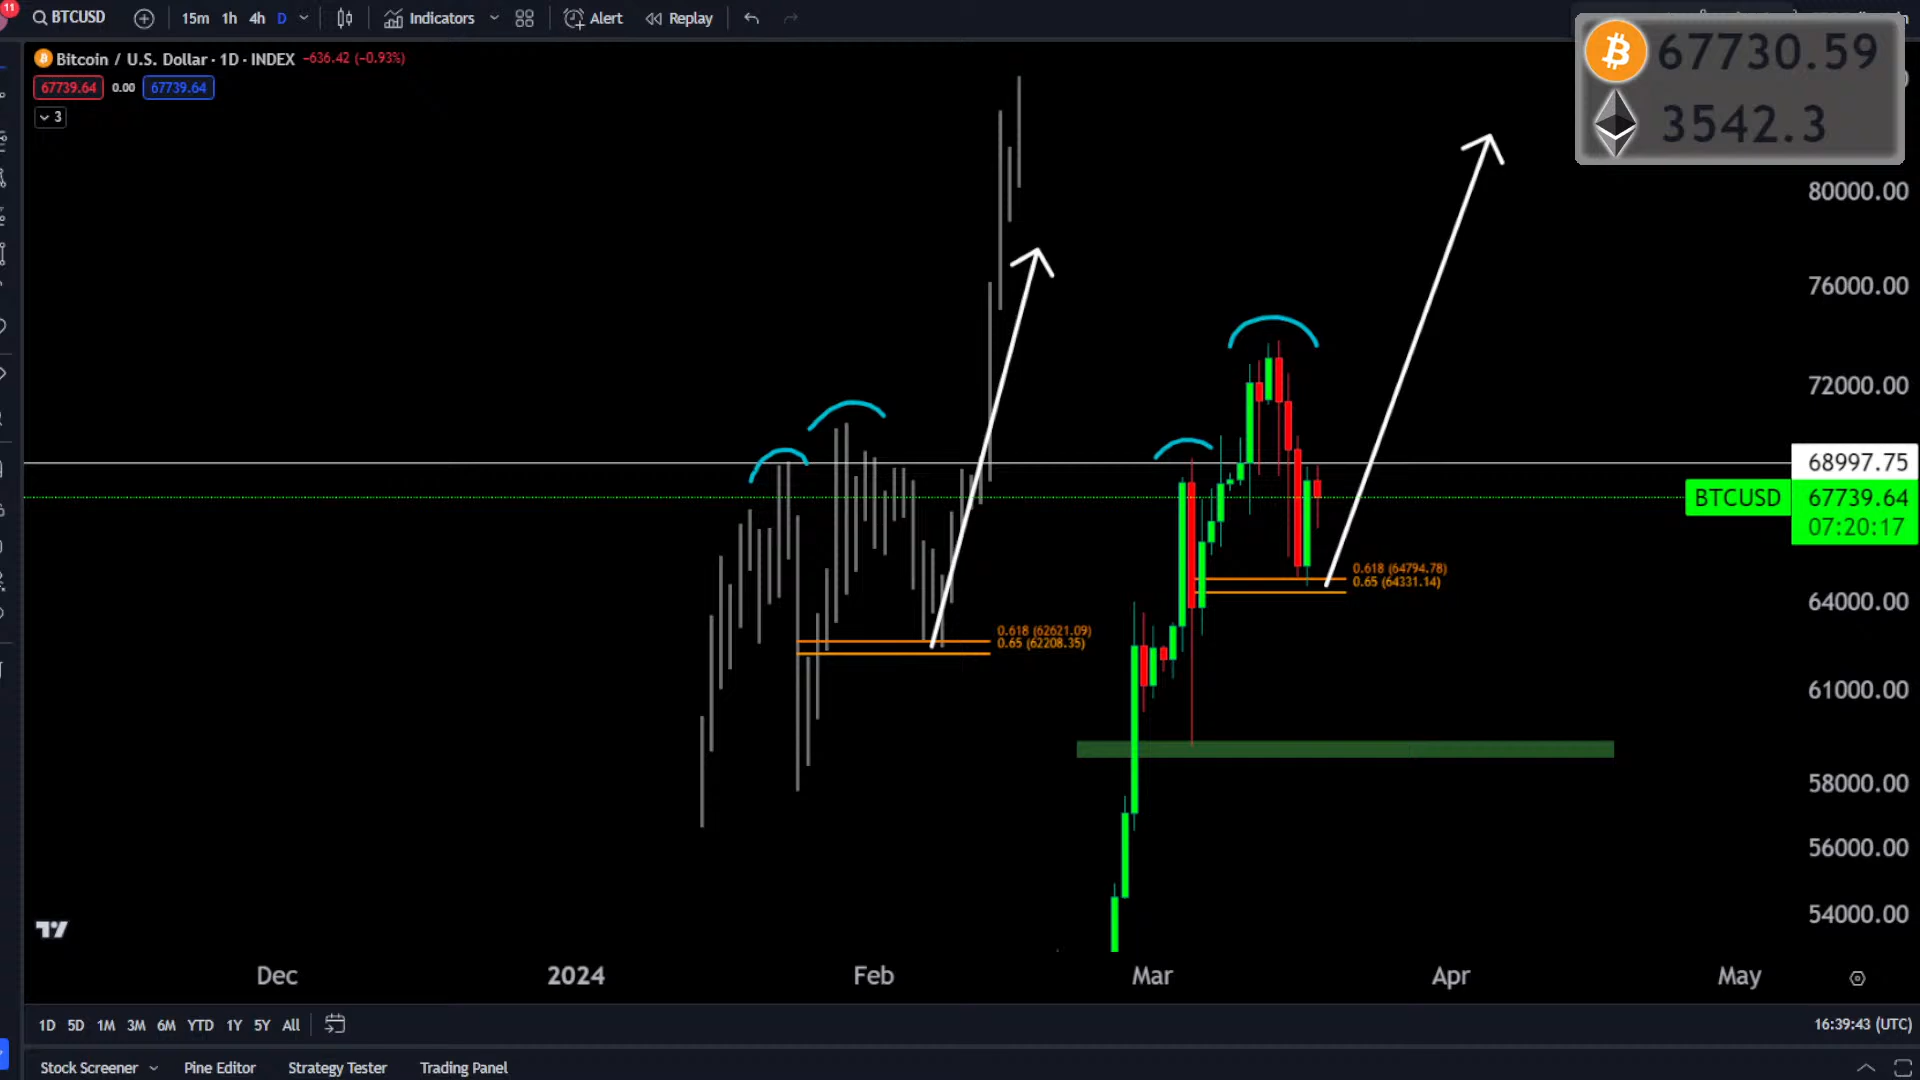 11
BTCUSD 15m 1h 4h D Indicators Alert Replay
Bitcoin / U.S. Dollar · 1D · INDEX −636.42 (−0.93%)
67739.64 0.00 67739.64
3
67730.59
3542.3
80000.00
76000.00
72000.00
68997.75
BTCUSD 67739.64
07:20:17
0.618 (64794.78)
0.65 (64331.14)
64000.00
0.618 (62621.09)
0.65 (62208.35)
61000.00
58000.00
56000.00
54000.00
Dec 2024 Feb Mar Apr May
1D 5D 1M 3M 6M YTD 1Y 5Y All 16:39:43 (UTC)
Stock Screener Pine Editor Strategy Tester Trading Panel